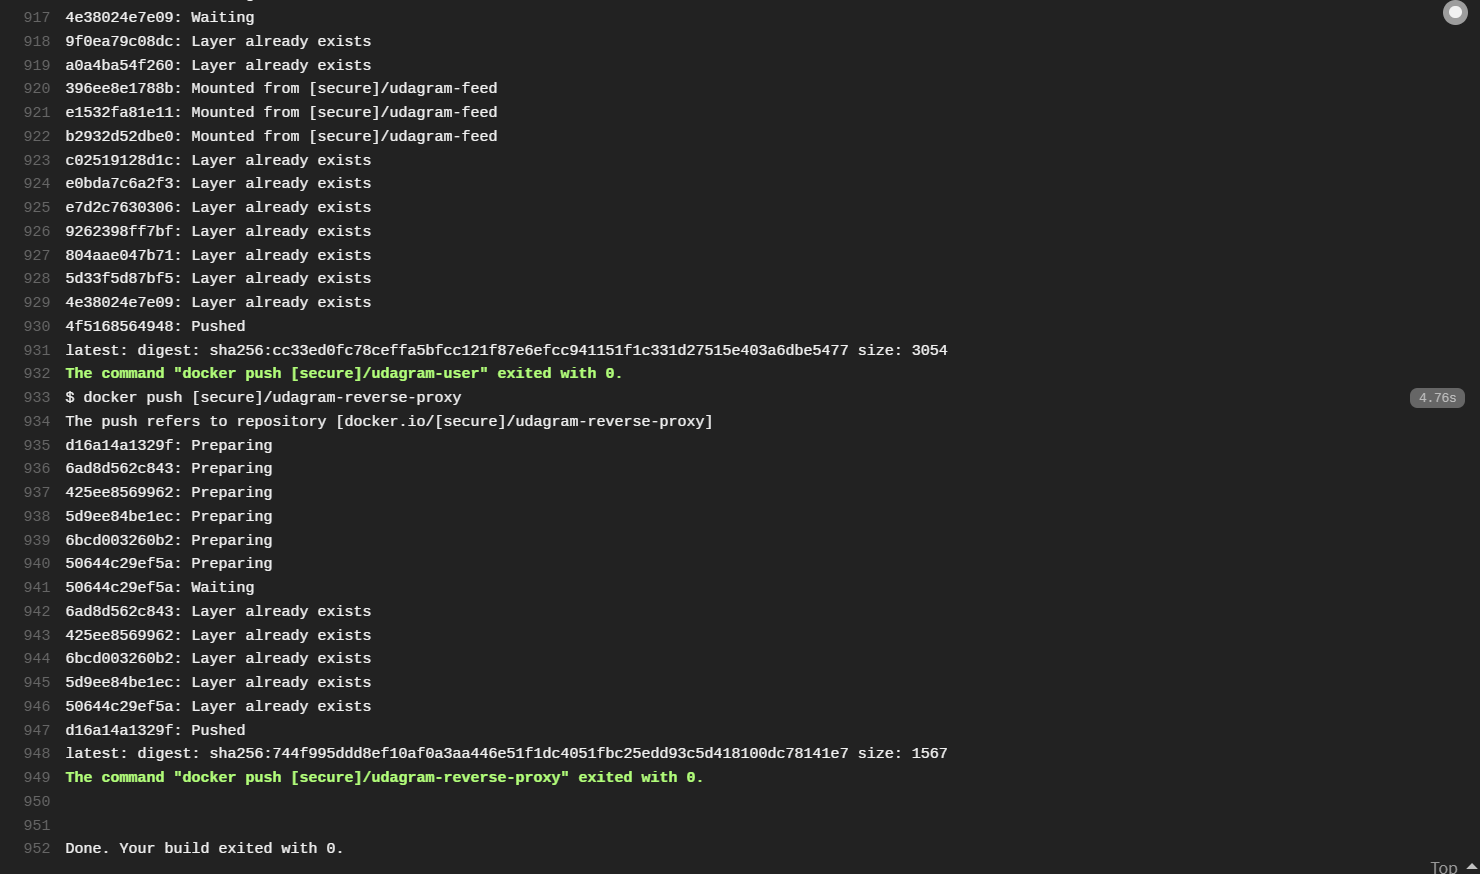 917 4e38024e7e09: Waiting
918 9f0ea79c08dc: Layer already exists
919 a0a4ba54f260: Layer already exists
920 396ee8e1788b: Mounted from [secure]/udagram-feed
921 e1532fa81e11: Mounted from [secure]/udagram-feed
922 b2932d52dbe0: Mounted from [secure]/udagram-feed
923 c02519128d1c: Layer already exists
924 e0bda7c6a2f3: Layer already exists
925 e7d2c7630306: Layer already exists
926 9262398ff7bf: Layer already exists
927 804aae047b71: Layer already exists
928 5d33f5d87bf5: Layer already exists
929 4e38024e7e09: Layer already exists
930 4f5168564948: Pushed
931 latest: digest: sha256:cc33ed0fc78ceffa5bfcc121f87e6efcc941151f1c331d27515e403a6dbe5477 size: 3054
932 The command "docker push [secure]/udagram-user" exited with 0.
933 $ docker push [secure]/udagram-reverse-proxy 4.76s
934 The push refers to repository [docker.io/[secure]/udagram-reverse-proxy]
935 d16a14a1329f: Preparing
936 6ad8d562c843: Preparing
937 425ee8569962: Preparing
938 5d9ee84be1ec: Preparing
939 6bcd003260b2: Preparing
940 50644c29ef5a: Preparing
941 50644c29ef5a: Waiting
942 6ad8d562c843: Layer already exists
943 425ee8569962: Layer already exists
944 6bcd003260b2: Layer already exists
945 5d9ee84be1ec: Layer already exists
946 50644c29ef5a: Layer already exists
947 d16a14a1329f: Pushed
948 latest: digest: sha256:744f995ddd8ef10af0a3aa446e51f1dc4051fbc25edd93c5d418100dc78141e7 size: 1567
949 The command "docker push [secure]/udagram-reverse-proxy" exited with 0.
950
951
952 Done. Your build exited with 0.
Top